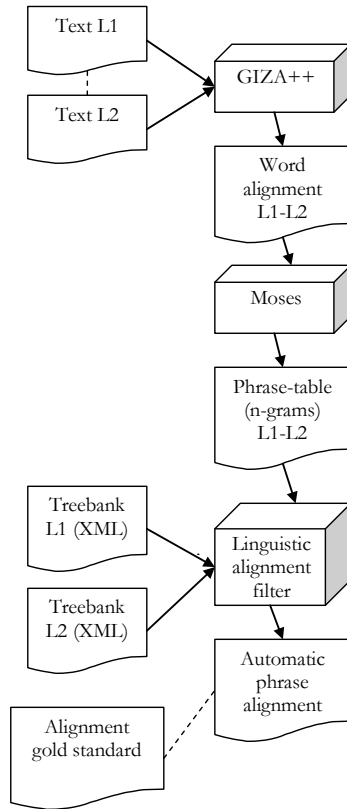 Text L1
GIZA++
Text L2
Word
alignment
L1-L2
Moses
Phrase-table
(n-grams)
L1-L2
Treebank
L1 (XML)
Linguistic
alignment
filter
Treebank
L2 (XML)
Automatic
phrase
alignment
Alignment
gold standard